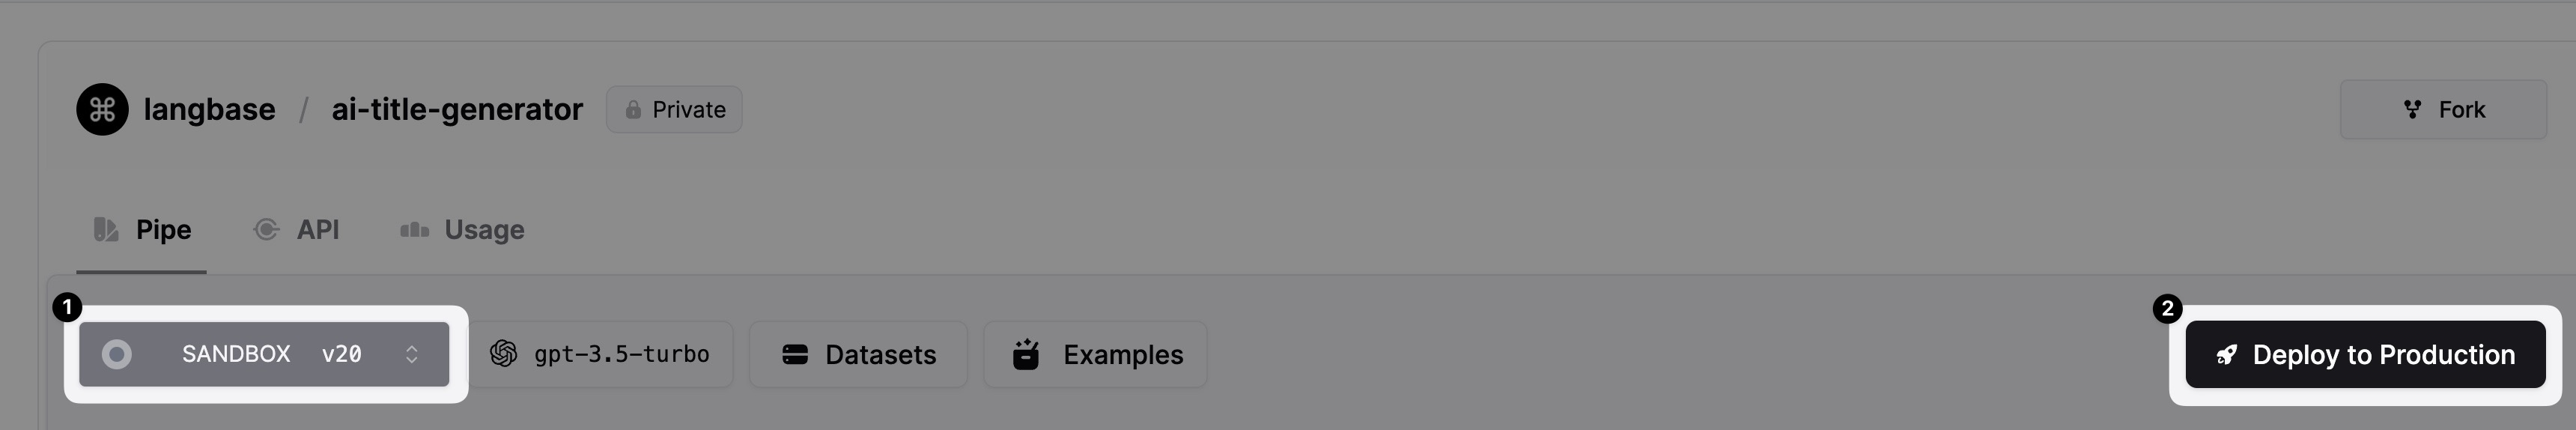 langbase / ai-title-generator Private Fork
Pipe API Usage
1 2
SANDBOX v20 gpt-3.5-turbo Datasets Examples Deploy to Production